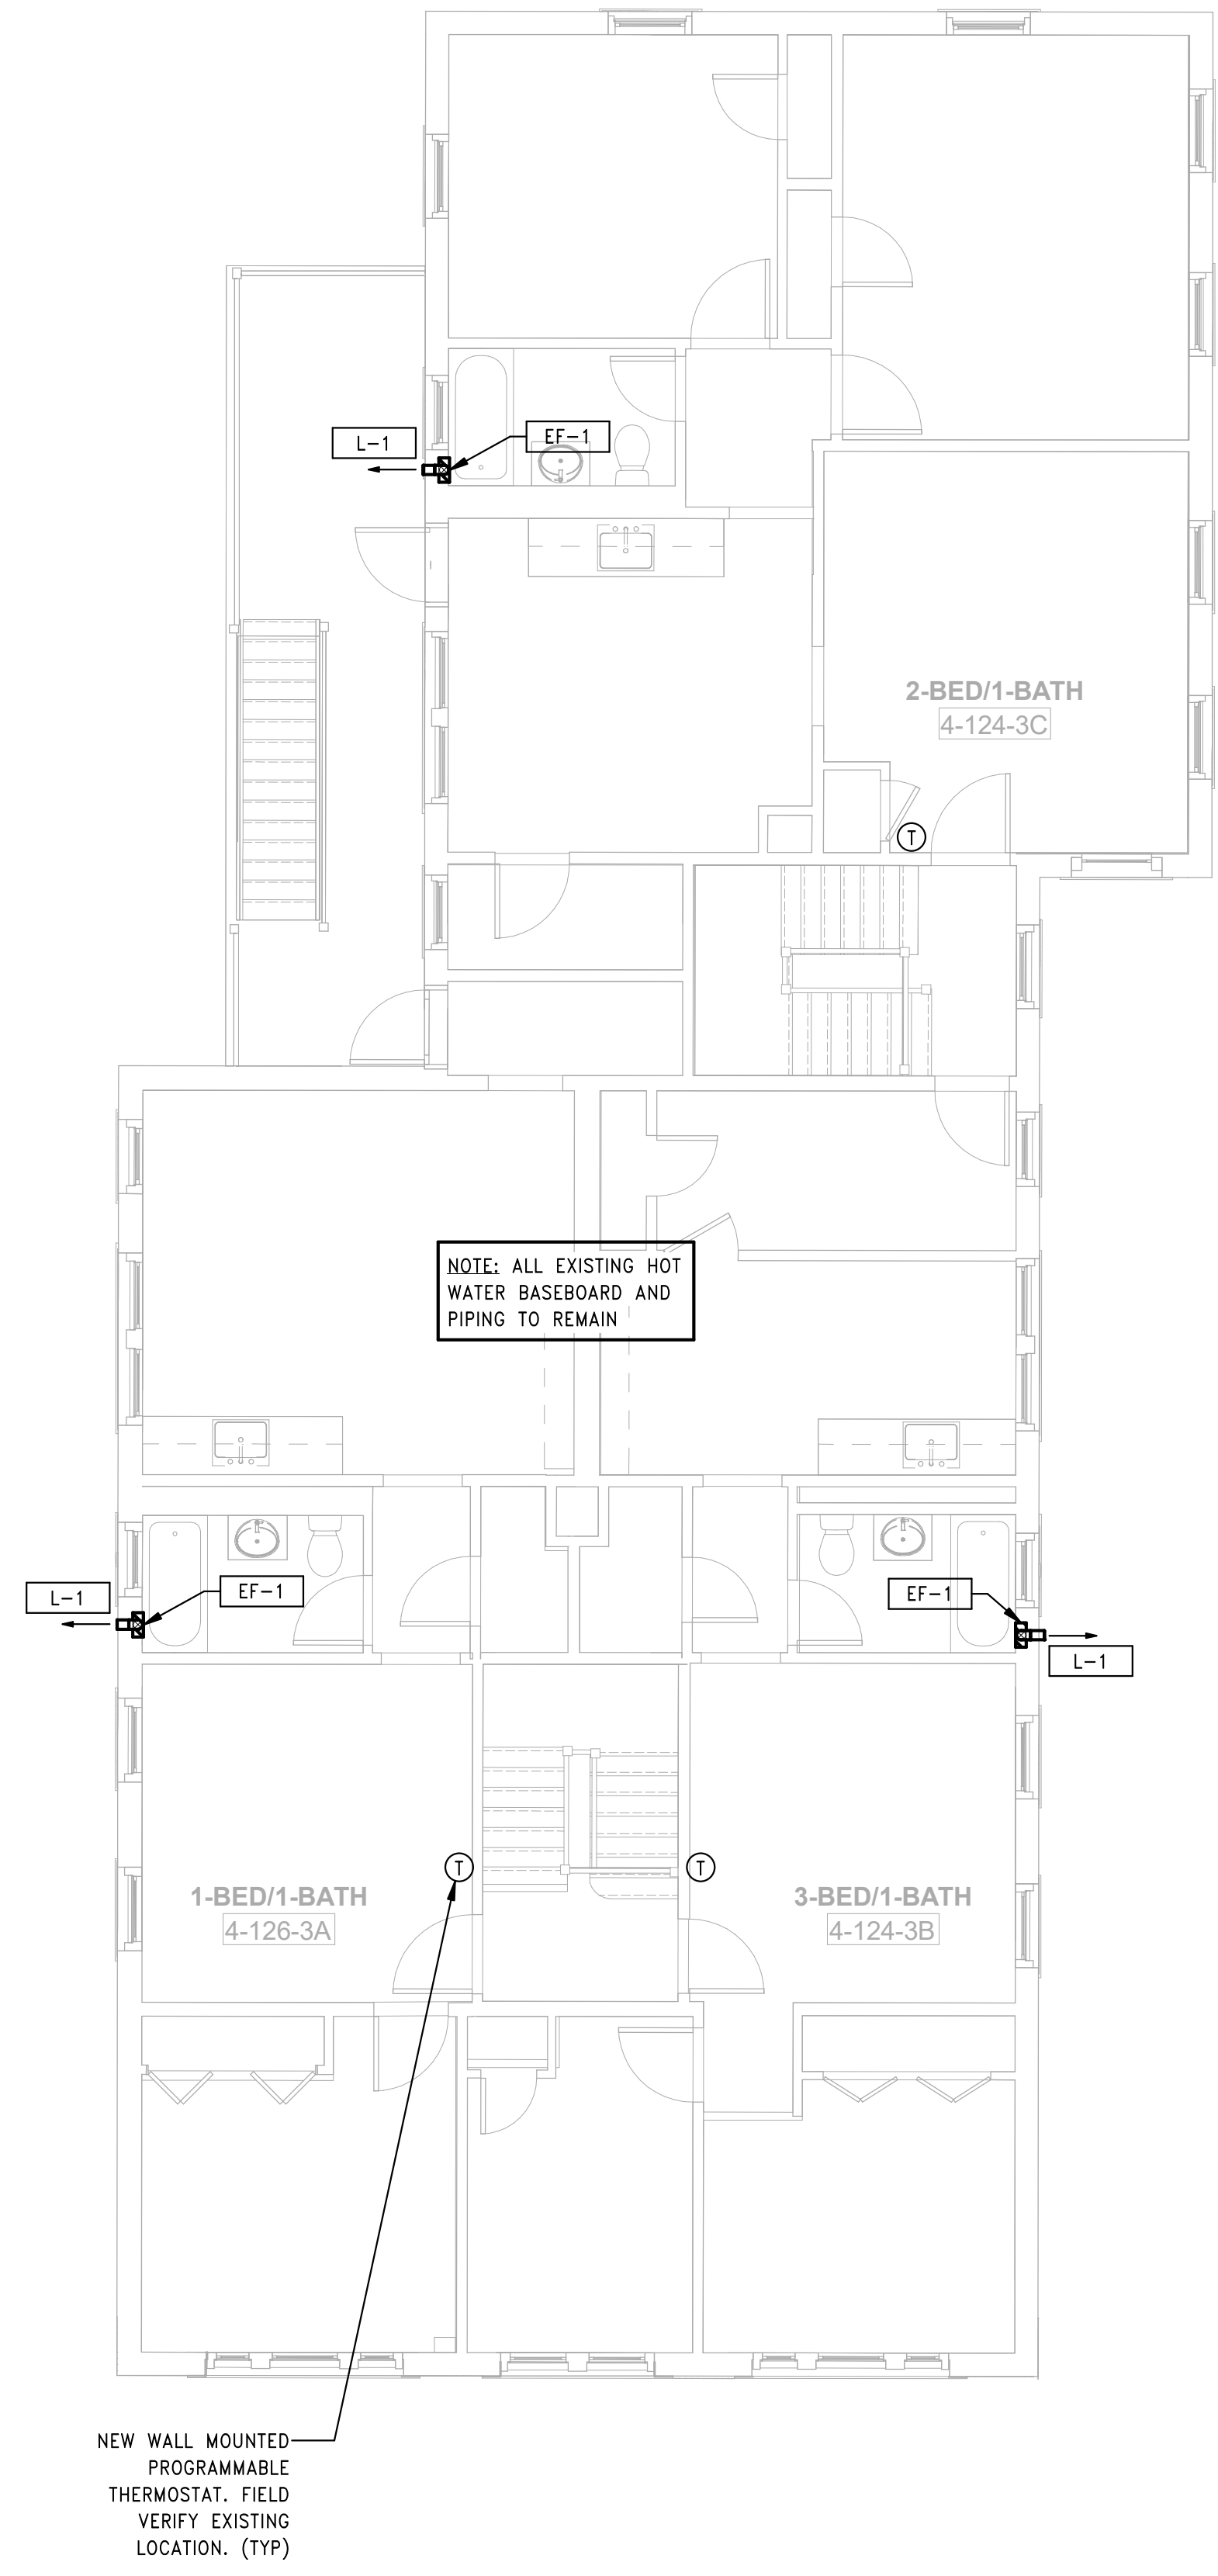 L-1
EF-1
2-BED/1-BATH
4-124-3C
T
NOTE: ALL EXISTING HOT
WATER BASEBOARD AND
PIPING TO REMAIN
L-1
EF-1
EF-1
L-1
T
T
1-BED/1-BATH
4-126-3A
3-BED/1-BATH
4-124-3B
NEW WALL MOUNTED
PROGRAMMABLE
THERMOSTAT. FIELD
VERIFY EXISTING
LOCATION. (TYP)